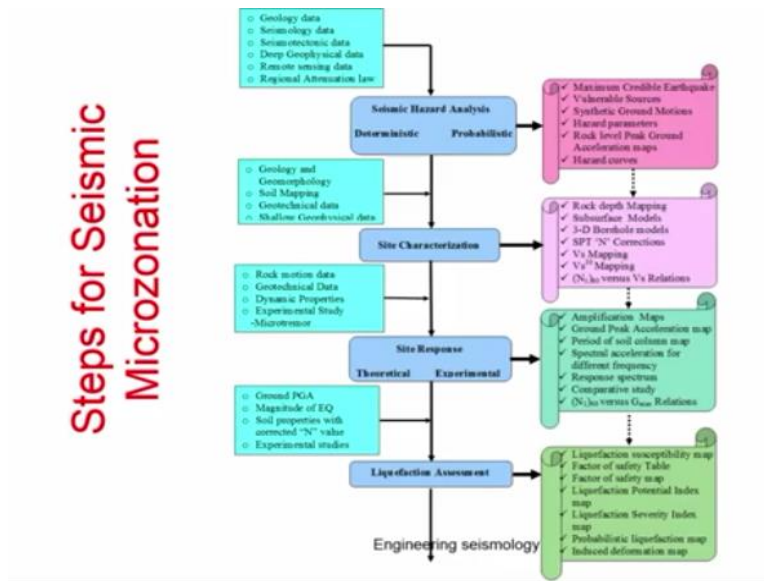 Steps for Seismic
Microzonation
Geology data
Seismology data
Seismotectonic data
Deep Geophysical data
Remote sensing data
Regional Attenuation law
Seismic Hazard Analysis
Deterministic Probabilistic
Maximum Credible Earthquake
Vulnerable Sources
Synthetic Ground Motions
Hazard parameters
Rock level Peak Ground
Acceleration maps
Hazard curves
Geology and
Geomorphology
Soil Mapping
Geotechnical data
Shallow Geophysical data
Site Characterization
Rock depth Mapping
Subsurface Models
3-D Borehole models
SPT 'N' Corrections
Vs Mapping
Vs³⁰ Mapping
(N₁)₆₀ versus Vs Relations
Rock motion data
Geotechnical Data
Dynamic Properties
Experimental Study
-Microtremor
Site Response
Theoretical Experimental
Amplification Maps
Ground Peak Acceleration map
Period of soil column map
Spectral acceleration for
different frequency
Response spectrum
Comparative study
(N₁)₆₀ versus Gmax Relations
Ground PGA
Magnitude of EQ
Soil properties with
corrected "N" value
Experimental studies
Liquefaction Assessment
Liquefaction susceptibility map
Factor of safety Table
Factor of safety map
Liquefaction Potential Index
map
Liquefaction Severity Index
map
Probabilistic liquefaction map
Induced deformation map
Engineering seismology